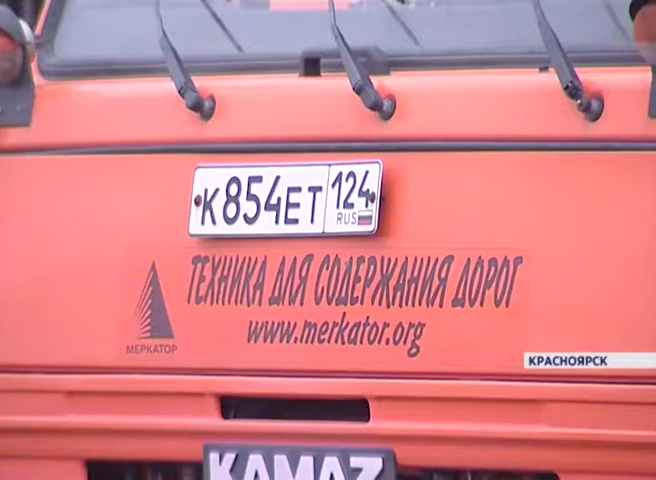 К854ЕТ 124
RUS
ТЕХНИКА ДЛЯ СОДЕРЖАНИЯ ДОРОГ
www.merkator.org
МЕРКАТОР
КРАСНОЯРСК
KAMAZ